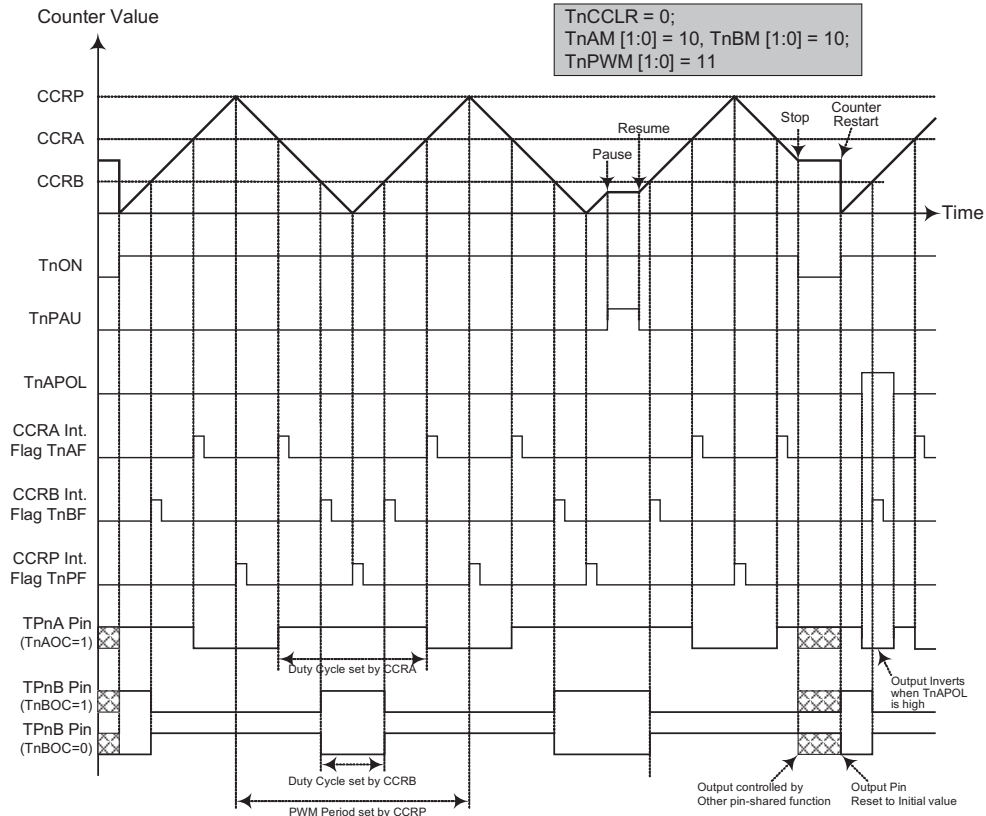 Counter Value
TnCCLR = 0;
TnAM [1:0] = 10, TnBM [1:0] = 10;
TnPWM [1:0] = 11
CCRP
CCRA
CCRB
Pause
Resume
Stop
Counter
Restart
Time
TnON
TnPAU
TnAPOL
CCRA Int.
Flag TnAF
CCRB Int.
Flag TnBF
CCRP Int.
Flag TnPF
TPnA Pin
(TnAOC=1)
Duty Cycle set by CCRA
Output Inverts
when TnAPOL
is high
TPnB Pin
(TnBOC=1)
TPnB Pin
(TnBOC=0)
Duty Cycle set by CCRB
Output controlled by
Other pin-shared function
Output Pin
Reset to Initial value
PWM Period set by CCRP